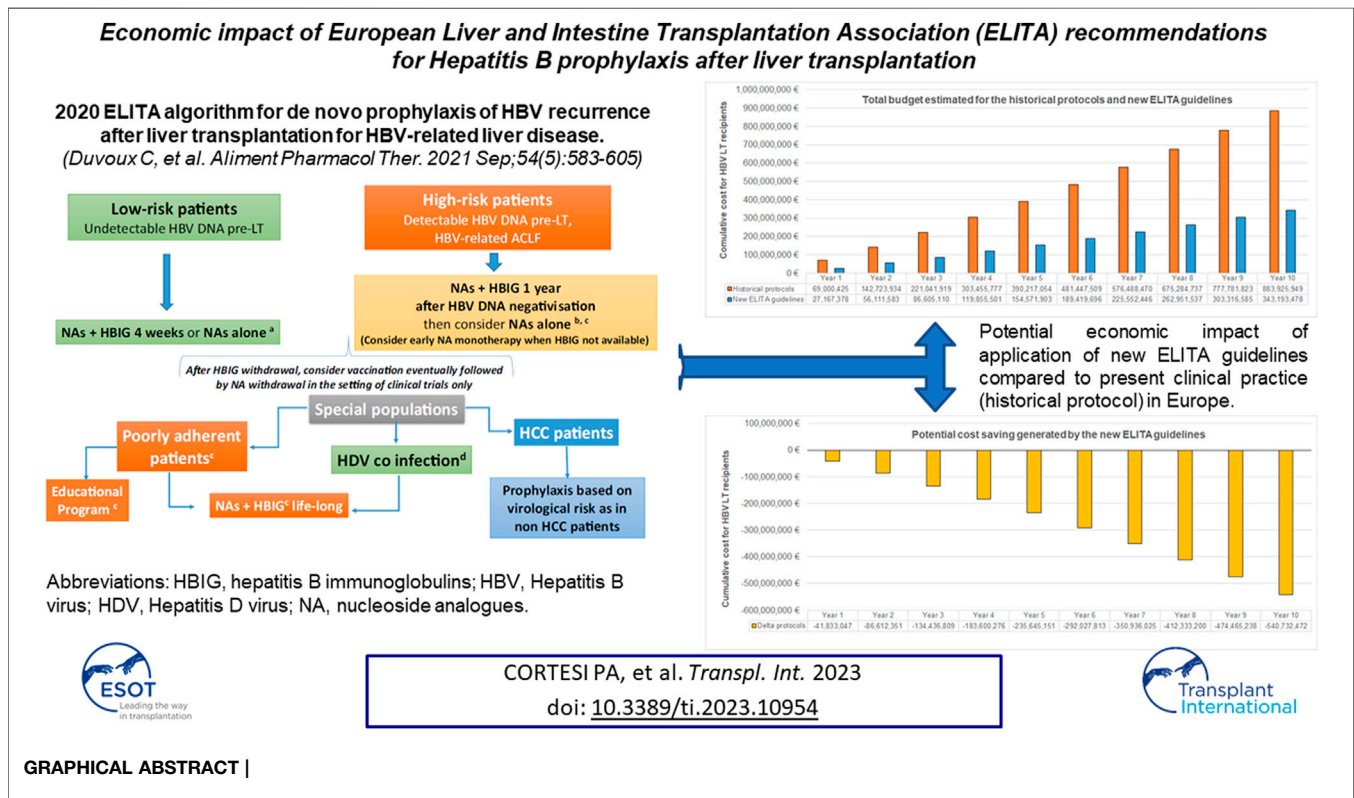 Economic impact of European Liver and Intestine Transplantation Association (ELITA) recommendations
for Hepatitis B prophylaxis after liver transplantation
2020 ELITA algorithm for de novo prophylaxis of HBV recurrence
after liver transplantation for HBV-related liver disease.
(Duvoux C, et al. Aliment Pharmacol Ther. 2021 Sep;54(5):583-605)
Low-risk patients
Undetectable HBV DNA pre-LT
High-risk patients
Detectable HBV DNA pre-LT,
HBV-related ACLF
NAs + HBIG 4 weeks or NAs alone a
NAs + HBIG 1 year
after HBV DNA negativisation
then consider NAs alone b, c
(Consider early NA monotherapy when HBIG not available)
After HBIG withdrawal, consider vaccination eventually followed
by NA withdrawal in the setting of clinical trials only
Special populations
Poorly adherent
patientsc
HDV co infectiond
HCC patients
Educational
Program c
NAs + HBIGc life-long
Prophylaxis based on
virological risk as in
non HCC patients
Abbreviations: HBIG, hepatitis B immunoglobulins; HBV, Hepatitis B
virus; HDV, Hepatitis D virus; NA, nucleoside analogues.
Total budget estimated for the historical protocols and new ELITA guidelines
Comulative cost for HBV LT recipients
1,000,000,000 €
900,000,000 €
800,000,000 €
700,000,000 €
600,000,000 €
500,000,000 €
400,000,000 €
300,000,000 €
200,000,000 €
100,000,000 €
0 €
Year 1 Year 2 Year 3 Year 4 Year 5 Year 6 Year 7 Year 8 Year 9 Year 10
Historical protocols 69,000,425 142,723,934 221,041,919 303,455,777 390,217,054 481,447,509 576,488,470 675,284,737 777,781,823 883,925,949
New ELITA guidelines 27,167,378 56,111,583 86,605,110 119,855,501 154,571,903 189,419,696 225,552,446 262,951,537 303,316,585 343,193,478
Potential economic impact of
application of new ELITA guidelines
compared to present clinical practice
(historical protocol) in Europe.
Potential cost saving generated by the new ELITA guidelines
Cumulative cost for HBV LT recipients
100,000,000 €
0 €
-100,000,000 €
-200,000,000 €
-300,000,000 €
-400,000,000 €
-500,000,000 €
-600,000,000 €
Year 1 Year 2 Year 3 Year 4 Year 5 Year 6 Year 7 Year 8 Year 9 Year 10
Delta protocols -41,833,047 -86,612,351 -134,436,809 -183,600,276 -235,645,151 -292,027,813 -350,936,025 -412,333,200 -474,465,238 -540,732,472
ESOT
Leading the way
in transplantation
CORTESI PA, et al. Transpl. Int. 2023
doi: 10.3389/ti.2023.10954
Transplant
International
GRAPHICAL ABSTRACT |